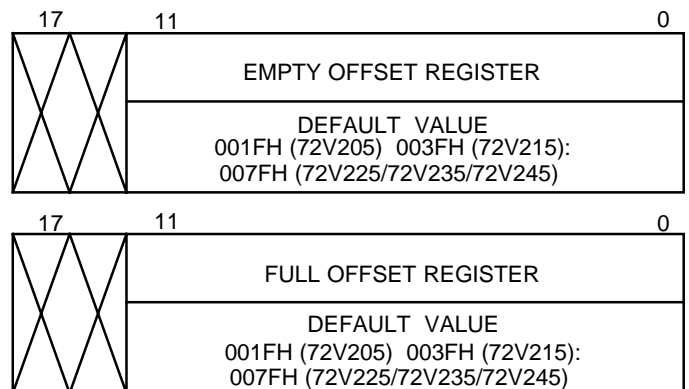 17 11 0
EMPTY OFFSET REGISTER
DEFAULT VALUE
001FH (72V205) 003FH (72V215):
007FH (72V225/72V235/72V245)
17 11 0
FULL OFFSET REGISTER
DEFAULT VALUE
001FH (72V205) 003FH (72V215):
007FH (72V225/72V235/72V245)